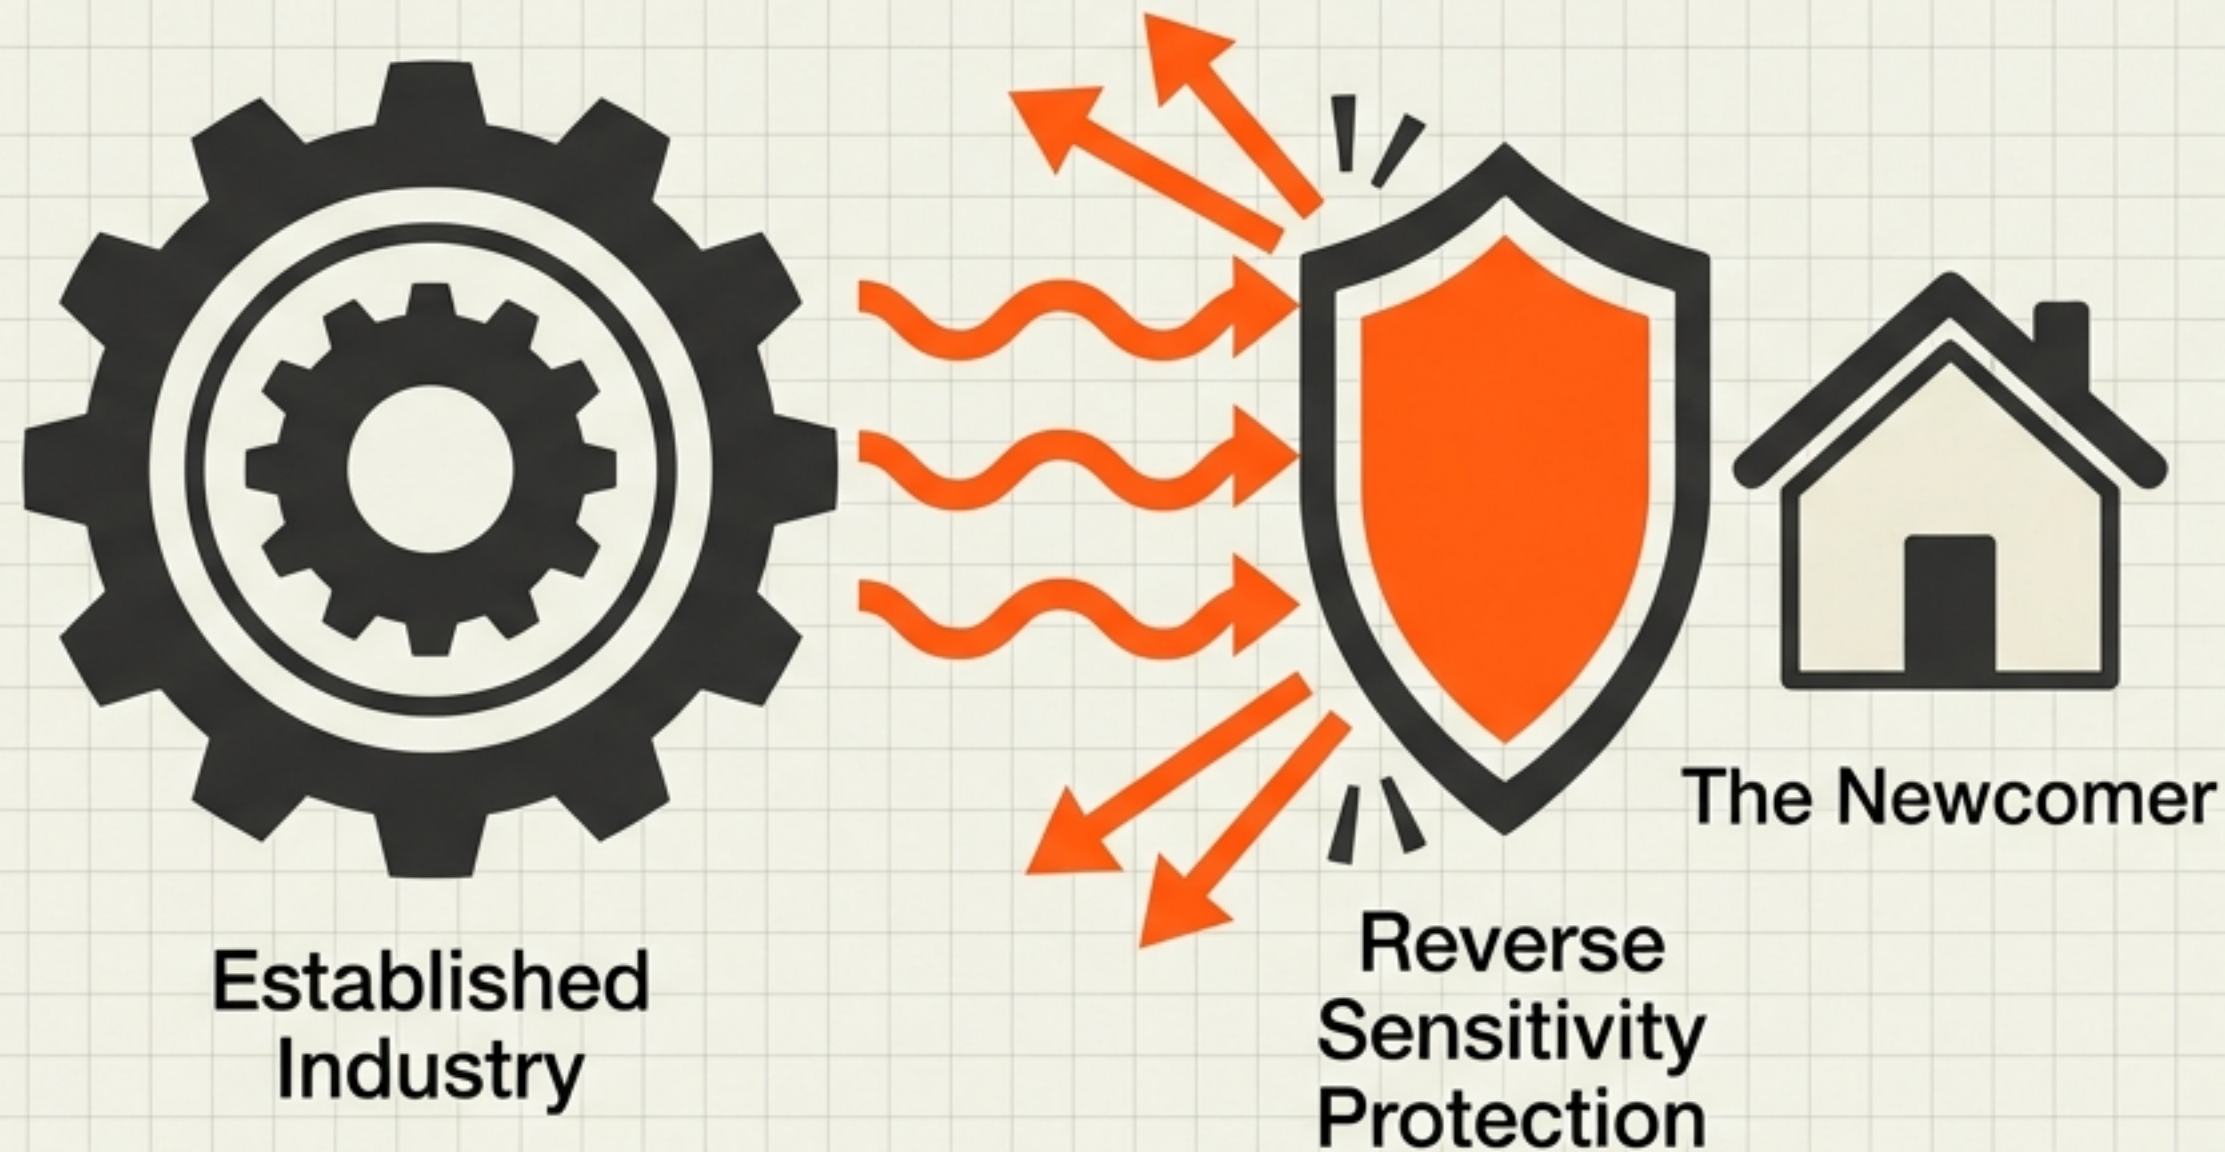 Established
Industry
Reverse
Sensitivity
Protection
The Newcomer